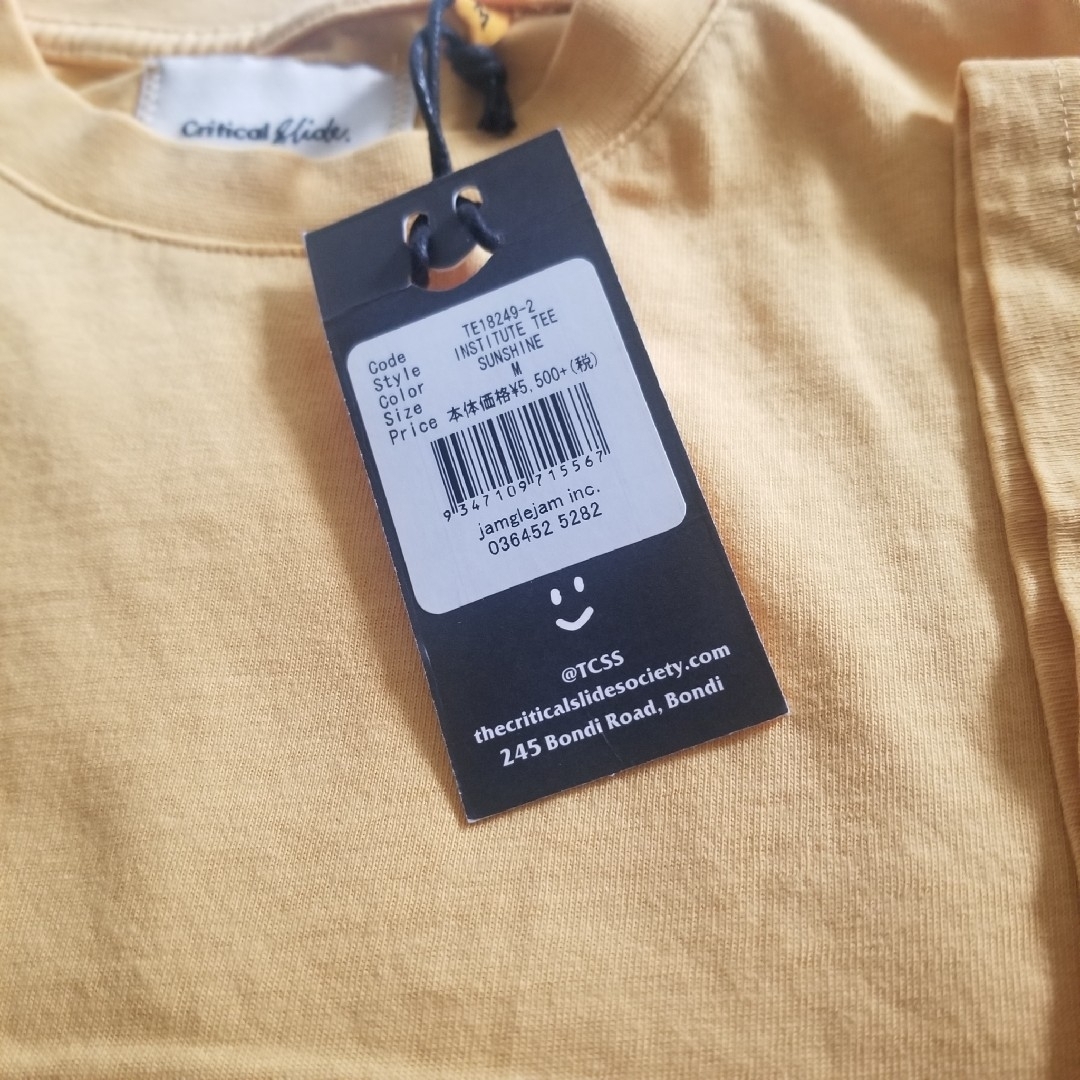 Critical Slide.
Code TE18249-2
Style INSTITUTE TEE
Color SUNSHINE
Size M
Price 本体価格¥5,500+(税)
9347109715567
jamglejam inc.
036452 5282
@TCSS
thecriticalslidesociety.com
245 Bondi Road, Bondi